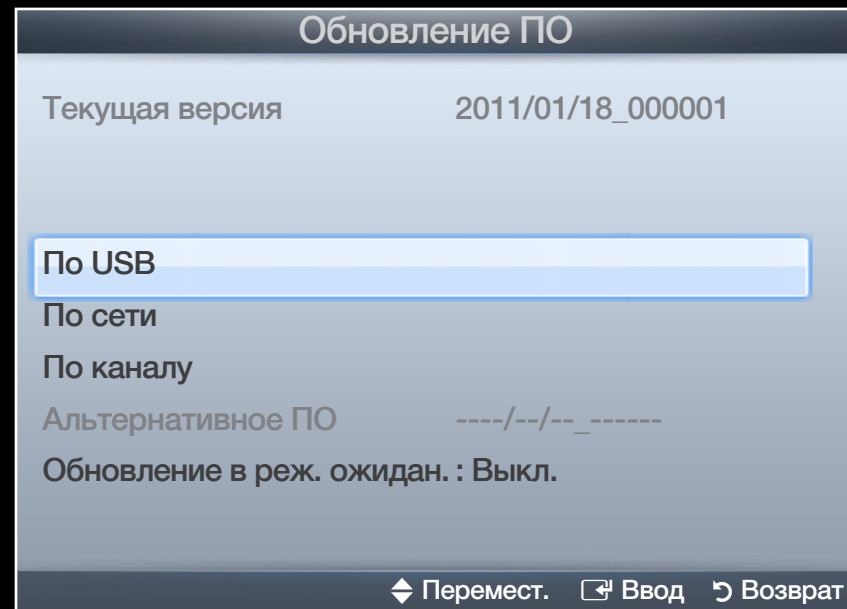 Обновление ПО
Текущая версия 2011/01/18_000001
По USB
По сети
По каналу
Альтернативное ПО ----/--/--_------
Обновление в реж. ожидан. : Выкл.
Перемест. Ввод Возврат